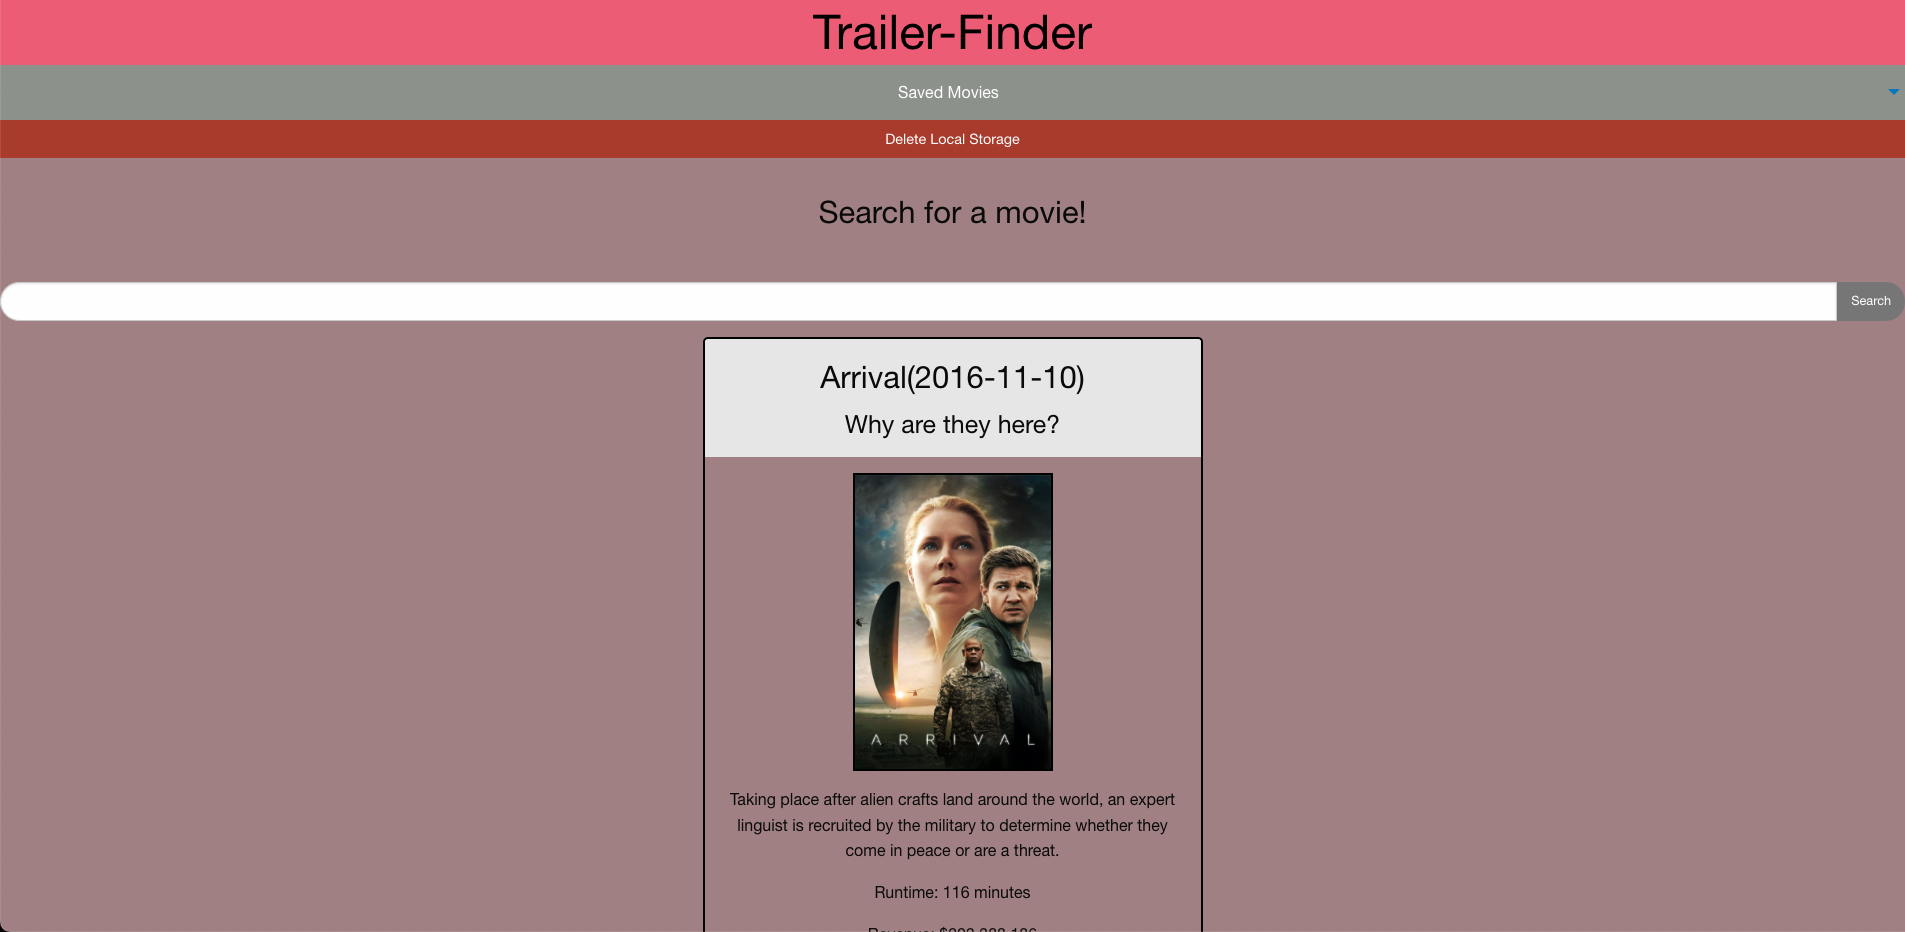 Trailer-Finder
Saved Movies
Delete Local Storage
Search for a movie!
Search
Arrival(2016-11-10)
Why are they here?
ARRIVAL
Taking place after alien crafts land around the world, an expert
linguist is recruited by the military to determine whether they
come in peace or are a threat.
Runtime: 116 minutes
Revenue: